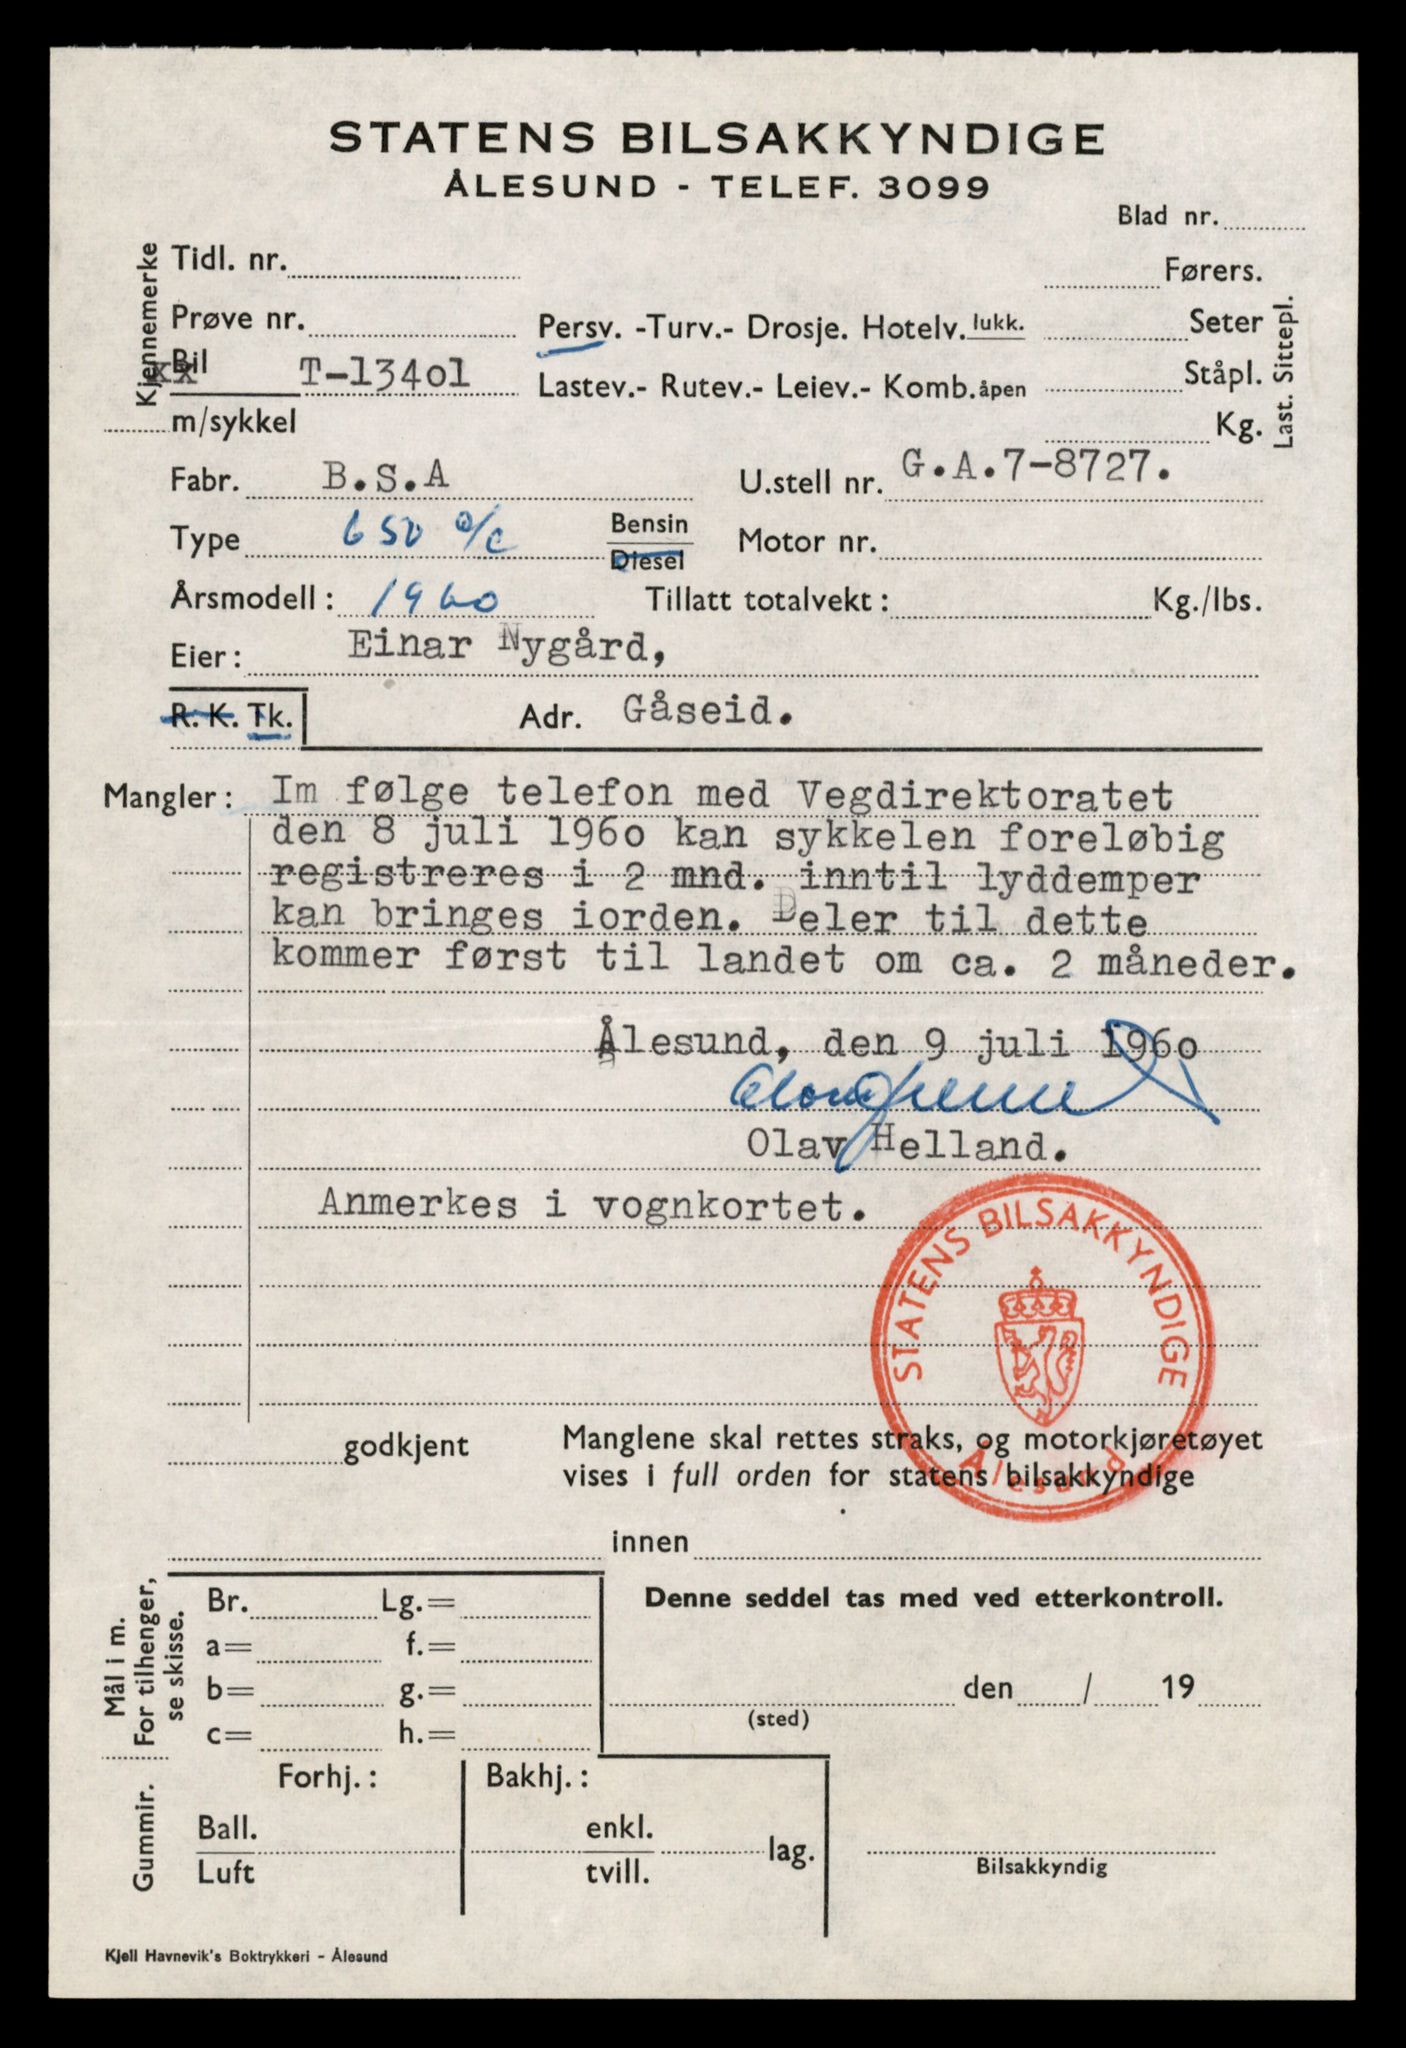 STATENS BILSAKKYNDIGE
ÅLESUND - TELEF. 3099
Blad nr.
Kjennemerke
Tidl. nr.
Førers.
Prøve nr.
Persv. -Turv.- Drosje. Hotelv. lukk.
Seter
Bil
xx
T-13401
Lastev.- Rutev.- Leiev.- Komb. åpen
Ståpl.
Last. Sittepl.
m/sykkel
Kg.
Fabr. B.S.A
U.stell nr. G.A.7-8727.
Type 650 o/c
Bensin
Diesel
Motor nr.
Årsmodell: 1960
Tillatt totalvekt: Kg./lbs.
Eier: Einar Nygård,
R. K. Tk.
Adr. Gåseid.
Mangler: Im følge telefon med Vegdirektoratet
den 8 juli 1960 kan sykkelen foreløbig
registreres i 2 mnd. inntil lyddemper
kan bringes iorden. Deler til dette
kommer først til landet om ca. 2 måneder.
Ålesund, den 9 juli 1960
Olav Helland.
Anmerkes i vognkortet.
STATENS BILSAKKYNDIGE
Ålesund
godkjent
Manglene skal rettes straks, og motorkjøretøyet
vises i full orden for statens bilsakkyndige
innen
Mål i m.
For tilhenger,
se skisse.
Br. Lg.=
a= f.=
b= g.=
c= h.=
Denne seddel tas med ved etterkontroll.
den / 19
(sted)
Gummir.
Forhj.:
Bakhj.:
Ball.
Luft
enkl.
tvill.
lag.
Bilsakkyndig
Kjell Havnevik's Boktrykkeri - Ålesund